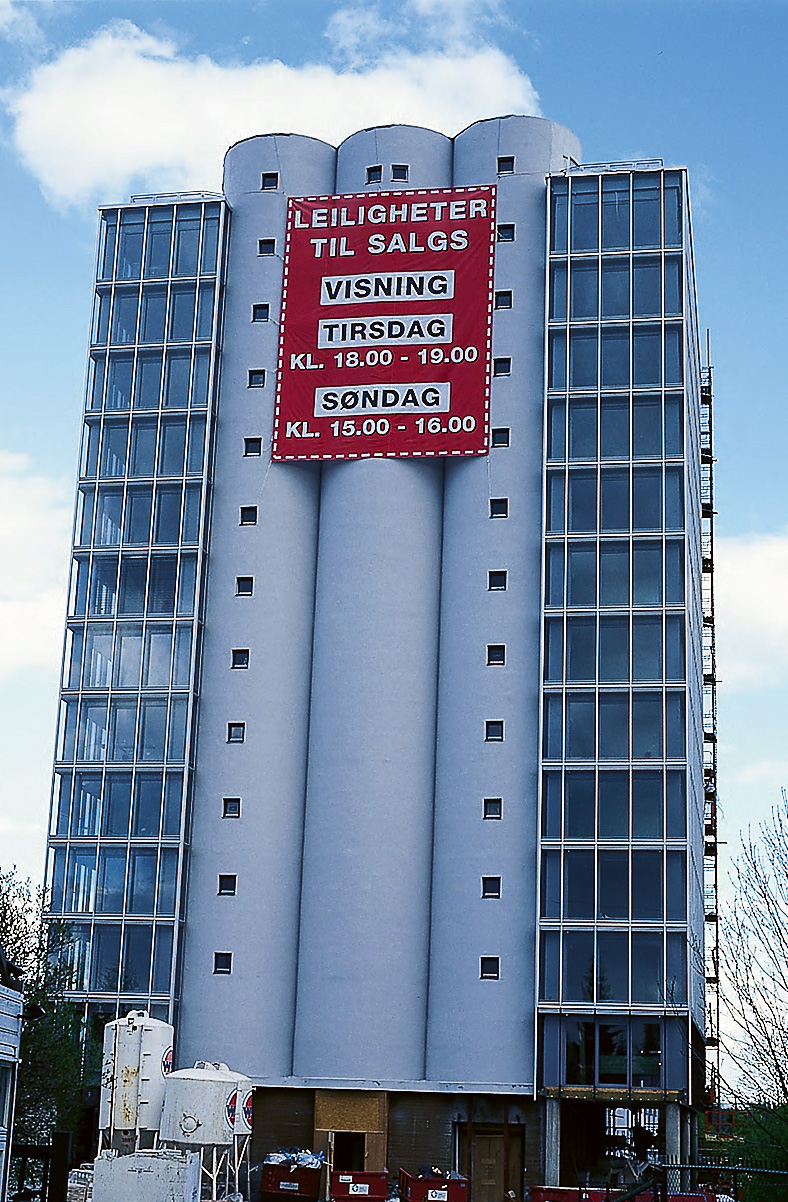 LEILIGHETER
TIL SALGS
VISNING
TIRSDAG
KL. 18.00 - 19.00
SØNDAG
KL. 15.00 - 16.00